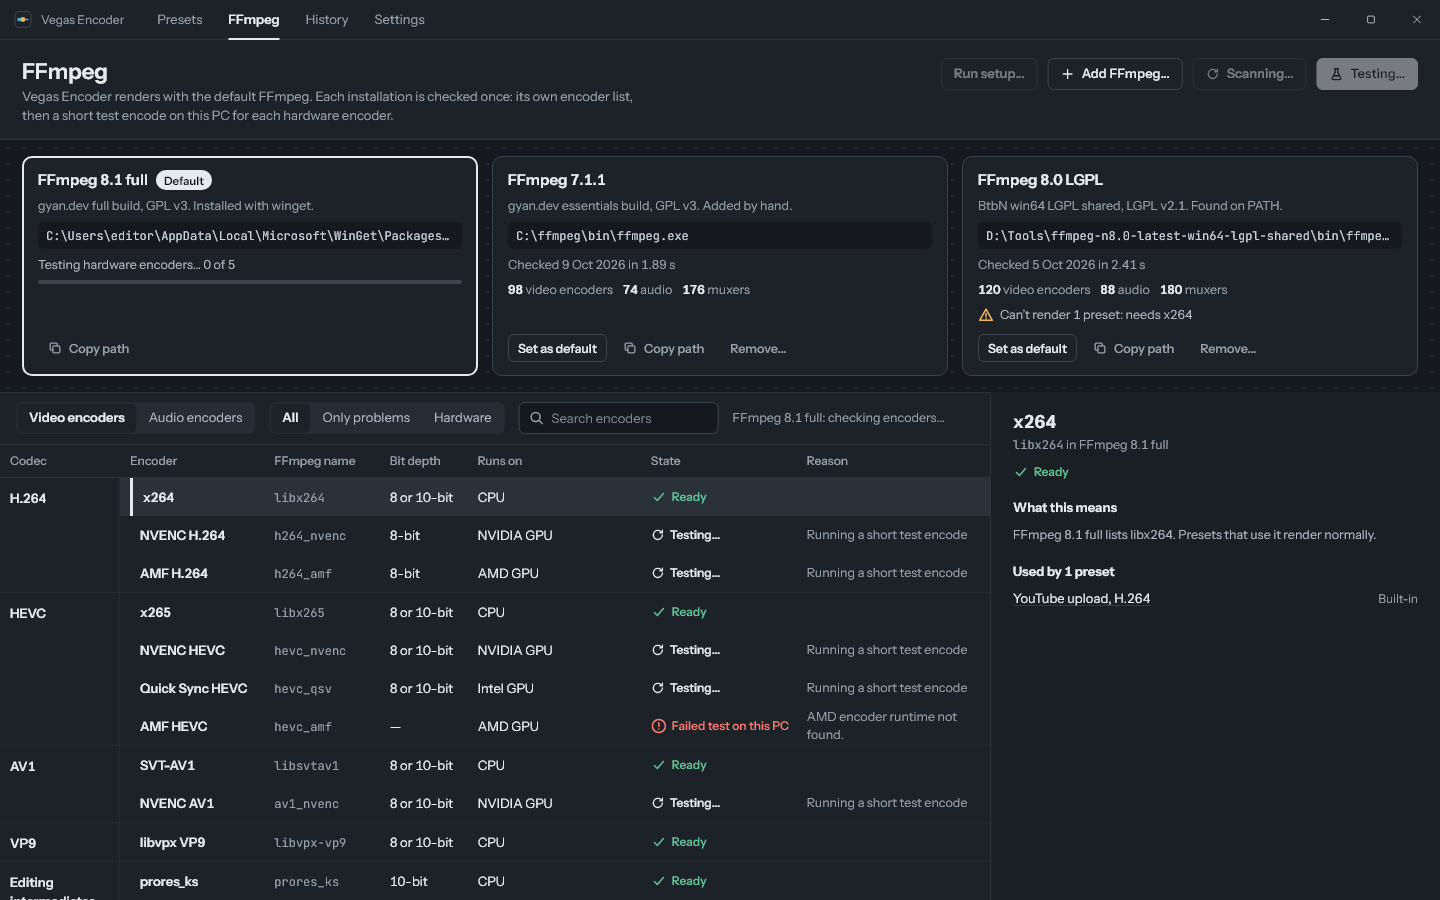 Vegas Encoder Presets FFmpeg History Settings
FFmpeg
Vegas Encoder renders with the default FFmpeg. Each installation is checked once: its own encoder list,
then a short test encode on this PC for each hardware encoder.
Run setup... Add FFmpeg... Scanning... Testing...
FFmpeg 8.1 full Default
gyan.dev full build, GPL v3. Installed with winget.
C:\Users\editor\AppData\Local\Microsoft\WinGet\Packages…
Testing hardware encoders... 0 of 5
Copy path
FFmpeg 7.1.1
gyan.dev essentials build, GPL v3. Added by hand.
C:\ffmpeg\bin\ffmpeg.exe
Checked 9 Oct 2026 in 1.89 s
98 video encoders 74 audio 176 muxers
Set as default Copy path Remove...
FFmpeg 8.0 LGPL
BtbN win64 LGPL shared, LGPL v2.1. Found on PATH.
D:\Tools\ffmpeg-n8.0-latest-win64-lgpl-shared\bin\ffmpe…
Checked 5 Oct 2026 in 2.41 s
120 video encoders 88 audio 180 muxers
Can't render 1 preset: needs x264
Set as default Copy path Remove...
Video encoders Audio encoders All Only problems Hardware Search encoders FFmpeg 8.1 full: checking encoders...
Codec Encoder FFmpeg name Bit depth Runs on State Reason
H.264 x264 libx264 8 or 10-bit CPU Ready
NVENC H.264 h264_nvenc 8-bit NVIDIA GPU Testing... Running a short test encode
AMF H.264 h264_amf 8-bit AMD GPU Testing... Running a short test encode
HEVC x265 libx265 8 or 10-bit CPU Ready
NVENC HEVC hevc_nvenc 8 or 10-bit NVIDIA GPU Testing... Running a short test encode
Quick Sync HEVC hevc_qsv 8 or 10-bit Intel GPU Testing... Running a short test encode
AMF HEVC hevc_amf — AMD GPU Failed test on this PC AMD encoder runtime not
found.
AV1 SVT-AV1 libsvtav1 8 or 10-bit CPU Ready
NVENC AV1 av1_nvenc 8 or 10-bit NVIDIA GPU Testing... Running a short test encode
VP9 libvpx VP9 libvpx-vp9 8 or 10-bit CPU Ready
Editing prores_ks prores_ks 10-bit CPU Ready
intermediates
x264
libx264 in FFmpeg 8.1 full
Ready
What this means
FFmpeg 8.1 full lists libx264. Presets that use it render normally.
Used by 1 preset
YouTube upload, H.264 Built-in